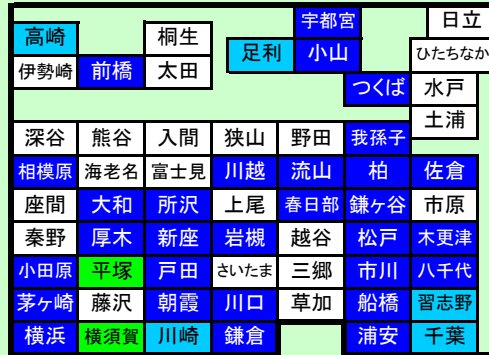 宇都宮 日立
高崎 桐生 足利 小山 ひたちなか
伊勢崎 前橋 太田 つくば 水戸
土浦
深谷 熊谷 入間 狭山 野田 我孫子
相模原 海老名 富士見 川越 流山 柏 佐倉
座間 大和 所沢 上尾 春日部 鎌ヶ谷 市原
秦野 厚木 新座 岩槻 越谷 松戸 木更津
小田原 平塚 戸田 さいたま 三郷 市川 八千代
茅ヶ崎 藤沢 朝霞 川口 草加 船橋 習志野
横浜 横須賀 川崎 鎌倉 浦安 千葉